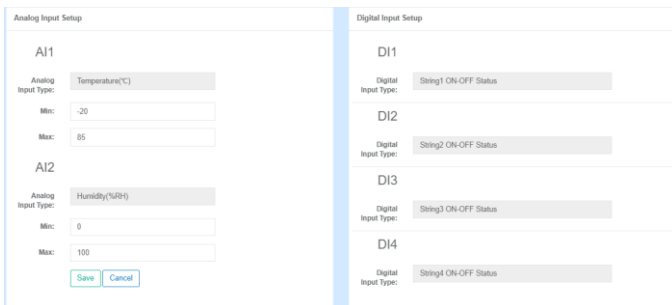 Analog Input Setup
AI1
Analog Input Type:
Temperature(℃)
Min:
-20
Max:
85
AI2
Analog Input Type:
Humidity(%RH)
Min:
0
Max:
100
Save Cancel
Digital Input Setup
DI1
Digital Input Type:
String1 ON-OFF Status
DI2
Digital Input Type:
String2 ON-OFF Status
DI3
Digital Input Type:
String3 ON-OFF Status
DI4
Digital Input Type:
String4 ON-OFF Status